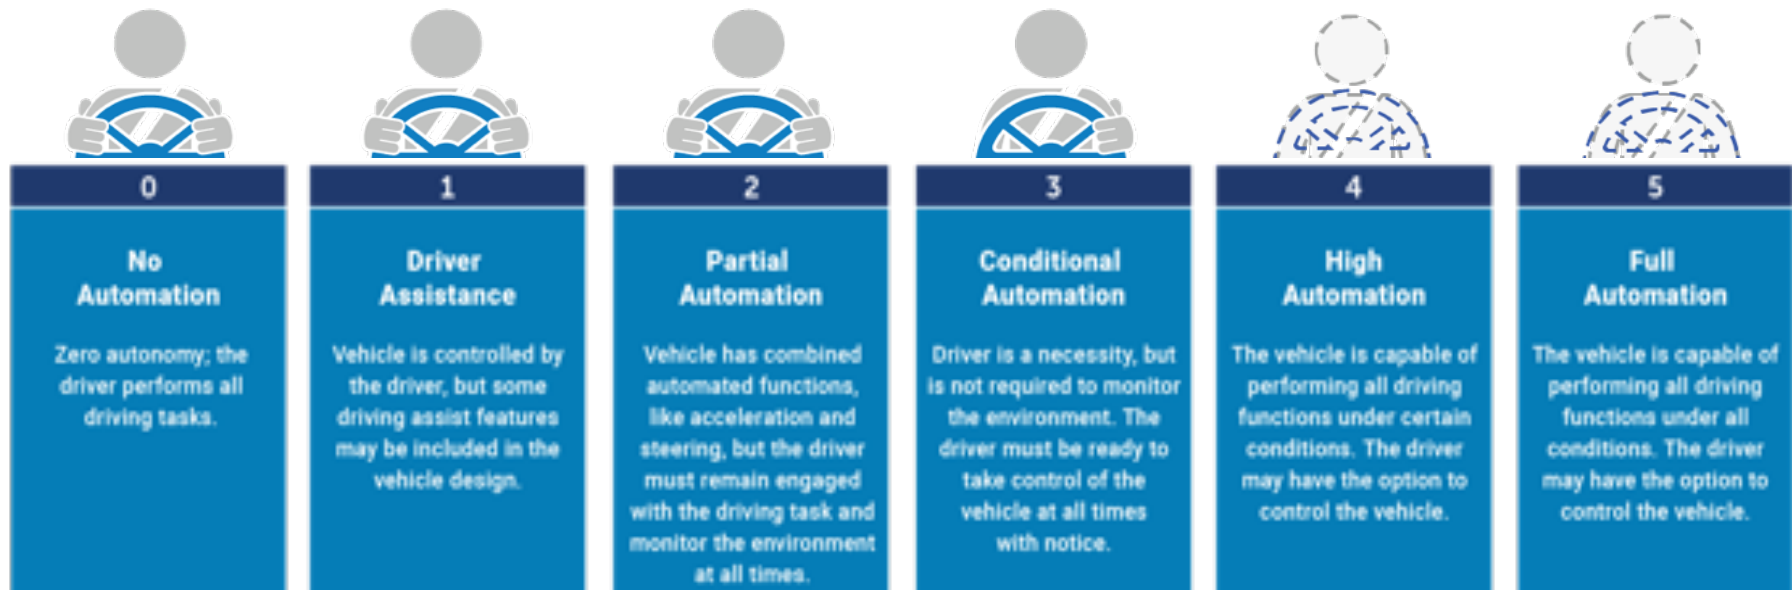 0
No
Automation
Zero autonomy; the
driver performs all
driving tasks.
1
Driver
Assistance
Vehicle is controlled by
the driver, but some
driving assist features
may be included in the
vehicle design.
2
Partial
Automation
Vehicle has combined
automated functions,
like acceleration and
steering, but the driver
must remain engaged
with the driving task and
monitor the environment
at all times.
3
Conditional
Automation
Driver is a necessity, but
is not required to monitor
the environment. The
driver must be ready to
take control of the
vehicle at all times
with notice.
4
High
Automation
The vehicle is capable of
performing all driving
functions under certain
conditions. The driver
may have the option to
control the vehicle.
5
Full
Automation
The vehicle is capable of
performing all driving
functions under all
conditions. The driver
may have the option to
control the vehicle.